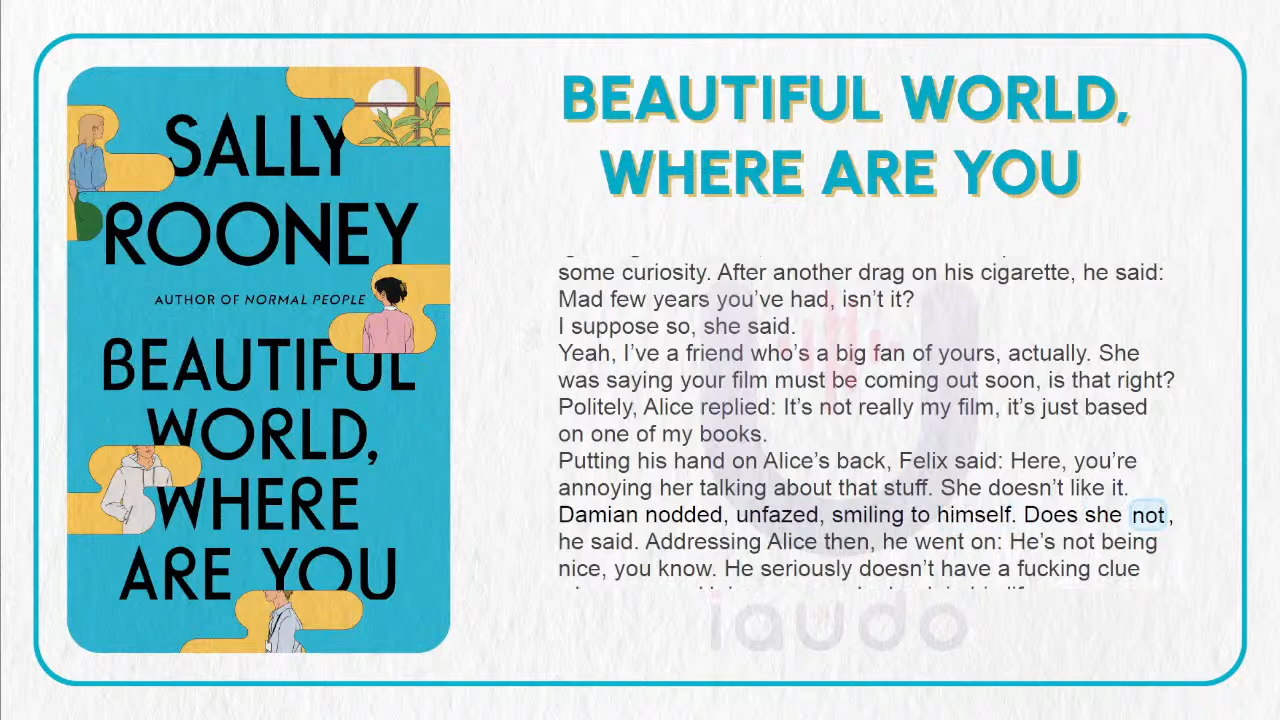 SALLY
ROONEY
AUTHOR OF NORMAL PEOPLE
BEAUTIFUL
WORLD,
WHERE
ARE YOU
BEAUTIFUL WORLD,
WHERE ARE YOU
some curiosity. After another drag on his cigarette, he said:
Mad few years you’ve had, isn’t it?
I suppose so, she said.
Yeah, I’ve a friend who’s a big fan of yours, actually. She
was saying your film must be coming out soon, is that right?
Politely, Alice replied: It’s not really my film, it’s just based
on one of my books.
Putting his hand on Alice’s back, Felix said: Here, you’re
annoying her talking about that stuff. She doesn’t like it.
Damian nodded, unfazed, smiling to himself. Does she not,
he said. Addressing Alice then, he went on: He’s not being
nice, you know. He seriously doesn’t have a fucking clue
iaudo